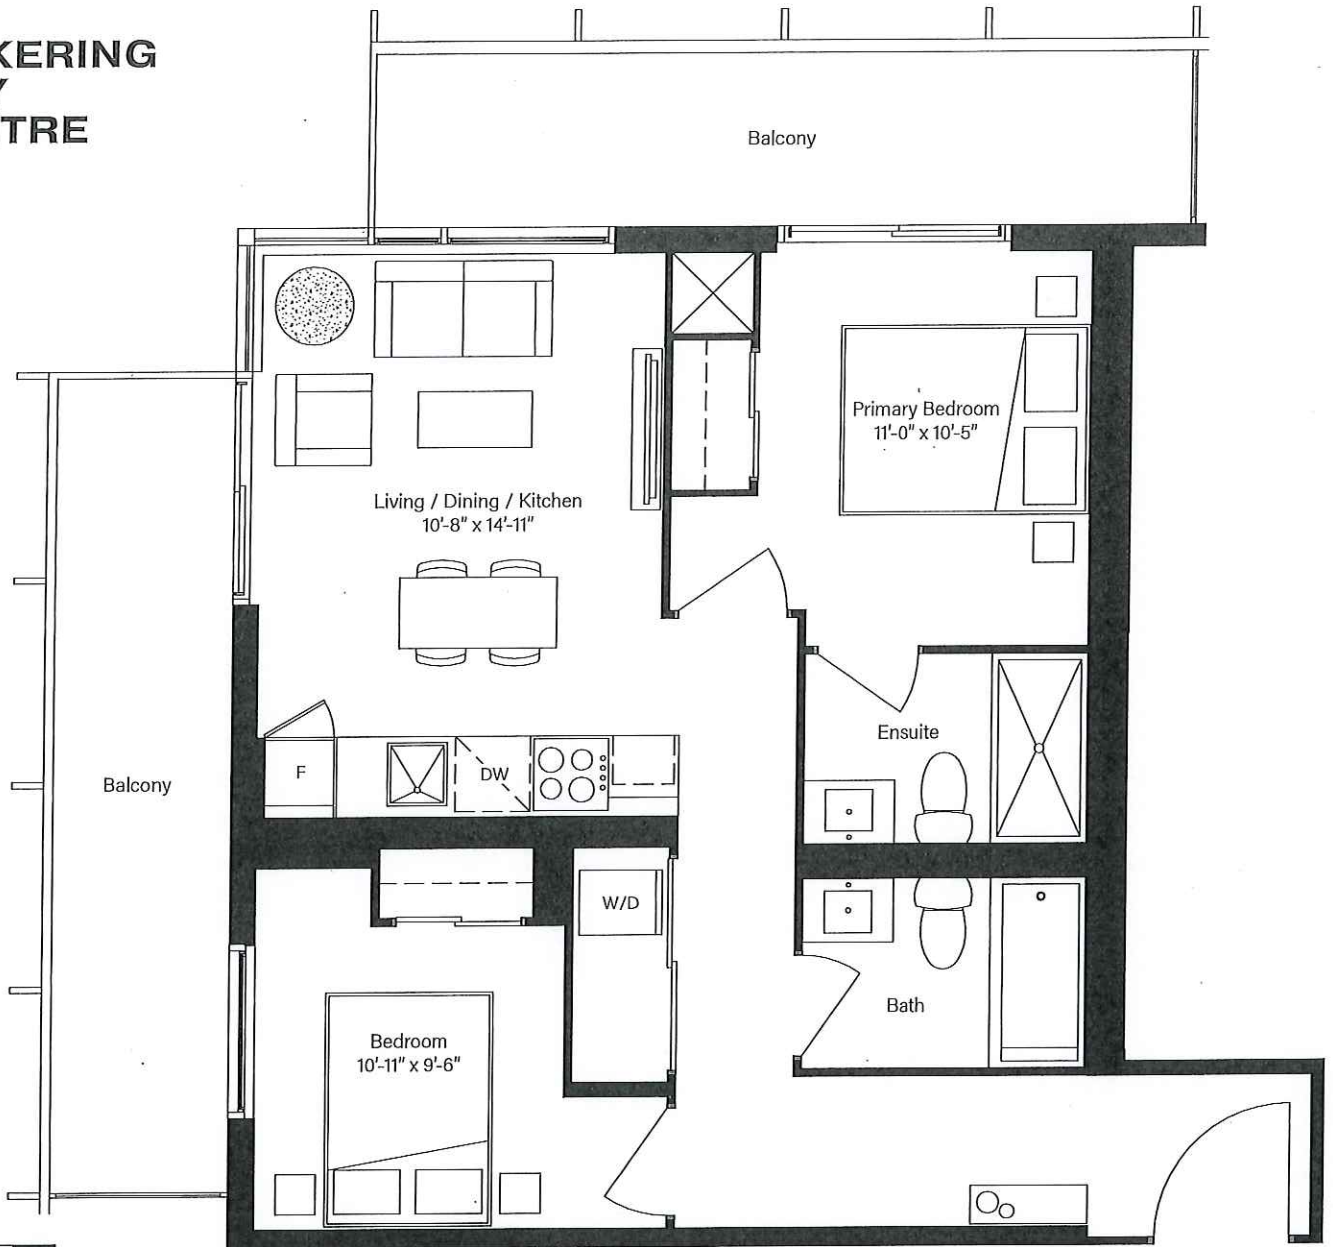 KERING
Y
TRE
Balcony
Primary Bedroom
11'-0" x 10'-5"
Living / Dining / Kitchen
10'-8" x 14'-11"
Ensuite
F
DW
Balcony
W/D
Bath
Bedroom
10'-11" x 9'-6"